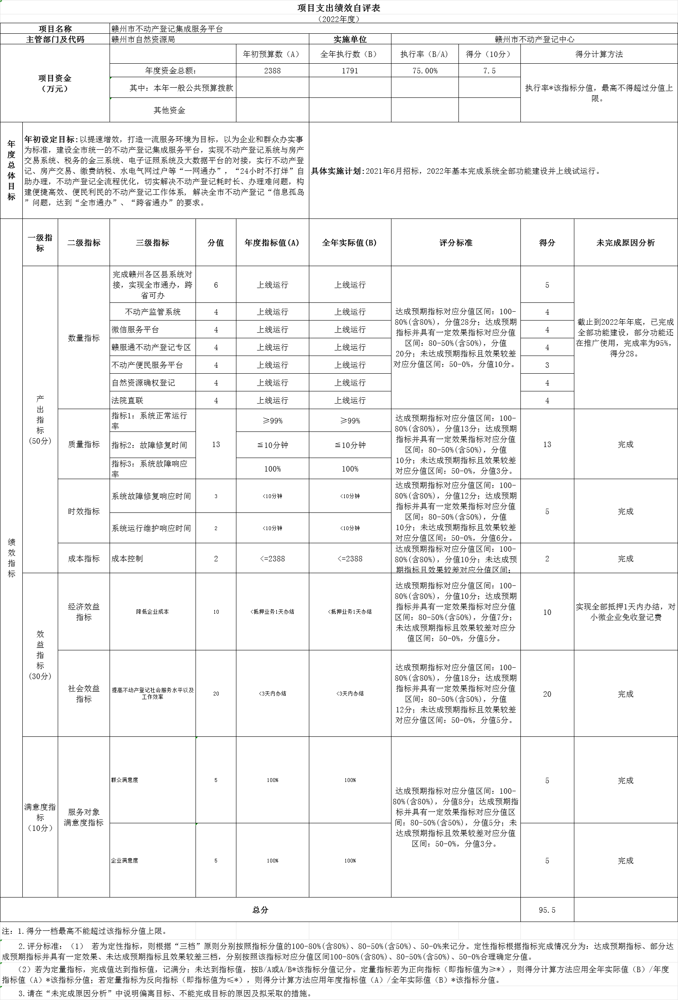 项目支出绩效自评表
（2022年度）
项目名称
赣州市不动产登记集成服务平台
主管部门及代码
赣州市自然资源局
实施单位
赣州市不动产登记中心
项目资金
（万元）
年初预算数（A）
全年执行数（B）
执行率（B/A)
得分（10分）
得分计算方法
年度资金总额：
2388
1791
75.00%
7.5
执行率*该指标分值，最高不得超过分值上
限。
其中：本年一般公共预算拨款
其他资金
年
度
总
体
目
标
年初设定目标:以提速增效，打造一流服务环境为目标，以为企业和群众办实事
为标准，建设全市统一的不动产登记集成服务平台，实现不动产登记系统与房产
交易系统、税务的金三系统、电子证照系统及大数据平台的对接，实行不动产登
记、房产交易、缴费纳税、水电气网过户等“一网通办”，“24小时不打烊”自
助办理，不动产登记全流程优化，切实解决不动产登记耗时长、办理难问题，构
建便捷高效、便民利民的不动产登记工作体系, 解决全市不动产登记“信息孤岛
”问题，达到“全市通办”、“跨省通办”的要求。
具体实施计划:2021年6月招标，2022年基本完成系统全部功能建设并上线试运行。
绩
效
指
标
一级指
标
二级指标
三级指标
分值
年度指标值(A)
全年实际值(B)
评分标准
得分
未完成原因分析
产
出
指
标
(50分)
数量指标
完成赣州各区县系统对
接，实现全市通办，跨
省可办
6
上线运行
上线运行
达成预期指标对应分值区间：100-
80%(含80%)，分值28分；达成预期
指标并具有一定效果指标对应分值
区间：80-50%(含50%)，分值
20分；未达成预期指标且效果较差
对应分值区间：50-0%，分值10分。
5
截止到2022年年底，已完成
全部功能建设，部分功能还
在推广使用，完成率为95%，
得分28。
不动产监管系统
4
上线运行
上线运行
4
微信服务平台
4
上线运行
上线运行
4
赣服通不动产登记专区
4
上线运行
上线运行
4
不动产便民服务平台
4
上线运行
上线运行
3
自然资源确权登记
4
上线运行
上线运行
4
法院直联
4
上线运行
上线运行
4
质量指标
指标1：系统正常运行
率
13
≥99%
≥99%
达成预期指标对应分值区间：100-
80%(含80%)，分值13分；达成预期
指标并具有一定效果指标对应分值
区间：80-50%(含50%)，分值
10分；未达成预期指标且效果较差
对应分值区间：50-0%，分值3分。
13
完成
指标2：故障修复时间
≦10分钟
≦10分钟
指标3：系统故障响应
率
100%
100%
时效指标
系统故障修复响应时间
3
<10分钟
<10分钟
达成预期指标对应分值区间：100-
80%(含80%)，分值12分；达成预期
指标并具有一定效果指标对应分值
区间：80-50%(含50%)，分值
10分；未达成预期指标且效果较差
对应分值区间：50-0%，分值6分。
5
完成
系统运行维护响应时间
2
<10分钟
<10分钟
成本指标
成本控制
2
<=2388
<=2388
达成预期指标对应分值区间：100-
80%(含80%)，分值10分；未达成预
期指标且效果较差对应分值区间：
2
完成
效
益
指
标
(30分)
经济效益
指标
降低企业成本
10
<抵押业务1天办结
<抵押业务1天办结
达成预期指标对应分值区间：100-
80%(含80%)，分值10分；达成预期
指标并具有一定效果指标对应分值
区间：80-50%(含50%)，分值7分；
未达成预期指标且效果较差对应分
值区间：50-0%，分值5分。
10
实现全部抵押1天内办结，对
小微企业免收登记费
社会效益
指标
提高不动产登记社会服务水平以及
工作效率
20
<3天内办结
<3天内办结
达成预期指标对应分值区间：100-
80%(含80%)，分值18分；达成预期
指标并具有一定效果指标对应分值
区间：80-50%(含50%)，分值
12分；未达成预期指标且效果较差
对应分值区间：50-0%，分值5分。
20
完成
满意度指
标
（10分）
服务对象
满意度指标
群众满意度
5
100%
100%
达成预期指标对应分值区间：100-
80%(含80%)，分值8分；达成预期指
标并具有一定效果指标对应分值区
间：80-50%(含50%)，分值5分；未
达成预期指标且效果较差对应分值
区间：50-0%，分值3分。
5
完成
企业满意度
5
100%
100%
5
完成
总分
95.5
注：1.得分一档最高不能超过该指标分值上限。
2.评分标准：（1） 若为定性指标，则根据“三档”原则分别按照指标分值的100-80%(含80%)、80-50%(含50%)、50-0%来记分。定性指标根据指标完成情况分为：达成预期指标、部分达
成预期指标并具有一定效果、未达成预期指标且效果较差三档，分别按照该指标对应分值区间100-80%(含80%)、80-50%(含50%)、50-0%合理确定分值。
（2）若为定量指标，完成值达到指标值，记满分；未达到指标值，按B/A或A/B*该指标分值记分。定量指标若为正向指标（即指标值为≥*），则得分计算方法应用全年实际值（B）/年度
指标值（A）*该指标分值；若定量指标为反向指标（即指标值为≤*），则得分计算方法应用年度指标值（A）/全年实际值（B）*该指标分值。
3.请在“未完成原因分析”中说明偏离目标、不能完成目标的原因及拟采取的措施。